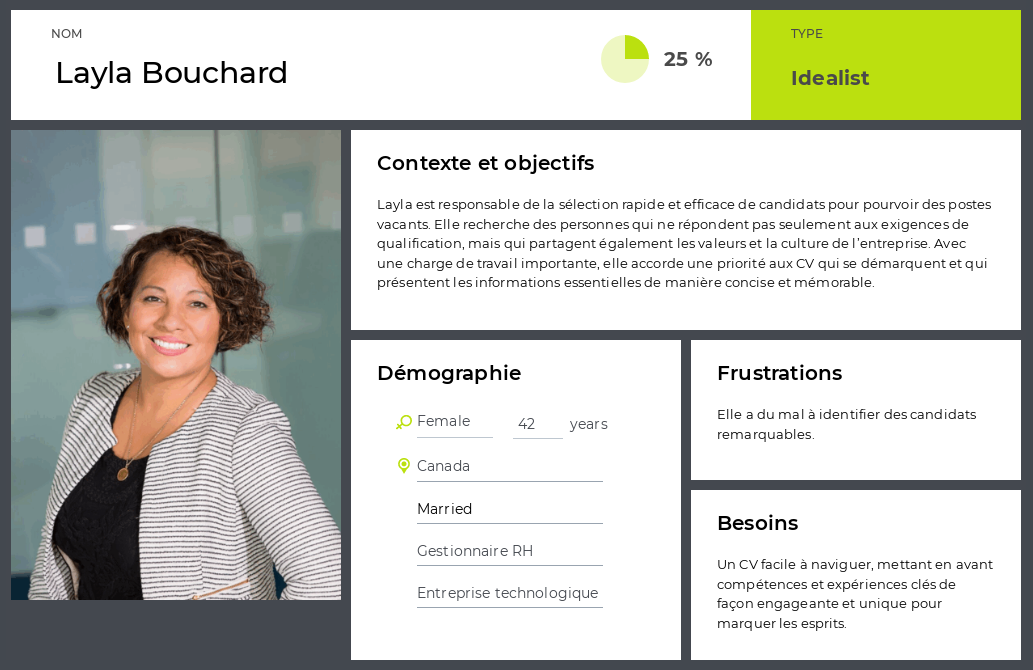 NOM
Layla Bouchard
25 %
TYPE
Idealist
Contexte et objectifs
Layla est responsable de la sélection rapide et efficace de candidats pour pourvoir des postes
vacants. Elle recherche des personnes qui ne répondent pas seulement aux exigences de
qualification, mais qui partagent également les valeurs et la culture de l'entreprise. Avec
une charge de travail importante, elle accorde une priorité aux CV qui se démarquent et qui
présentent les informations essentielles de manière concise et mémorable.
Démographie
Female 42 years
Canada
Married
Gestionnaire RH
Entreprise technologique
Frustrations
Elle a du mal à identifier des candidats
remarquables.
Besoins
Un CV facile à naviguer, mettant en avant
compétences et expériences clés de
façon engageante et unique pour
marquer les esprits.